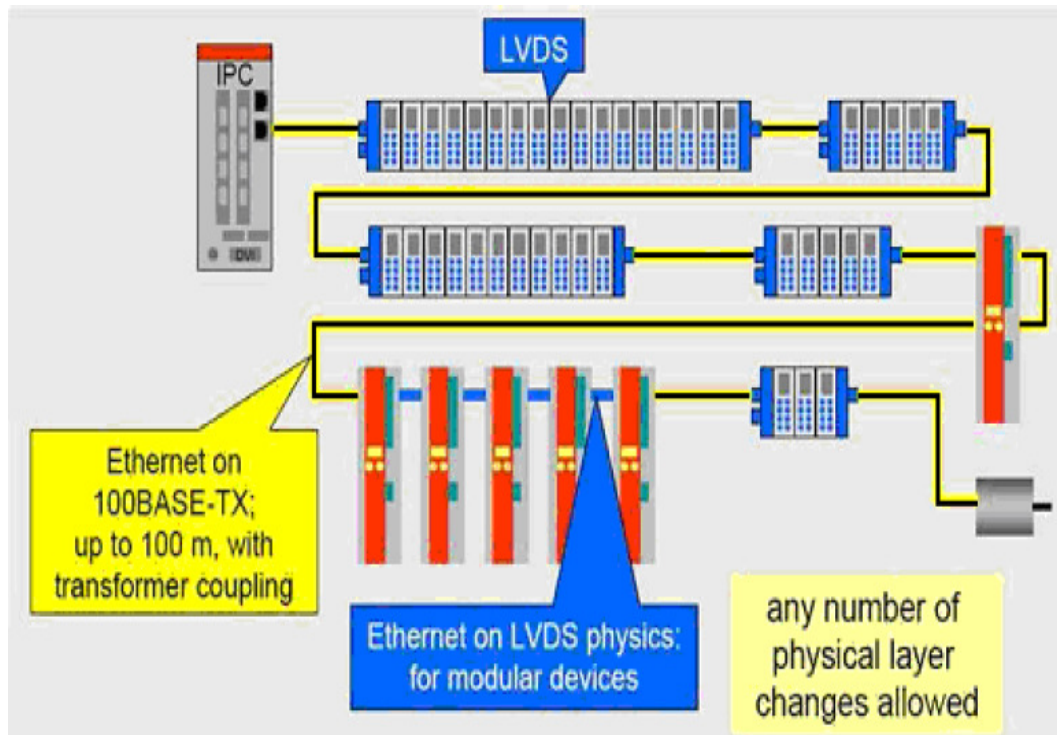 LVDS
IPC
DVI
Ethernet on
100BASE-TX;
up to 100 m, with
transformer coupling
Ethernet on LVDS physics:
for modular devices
any number of
physical layer
changes allowed